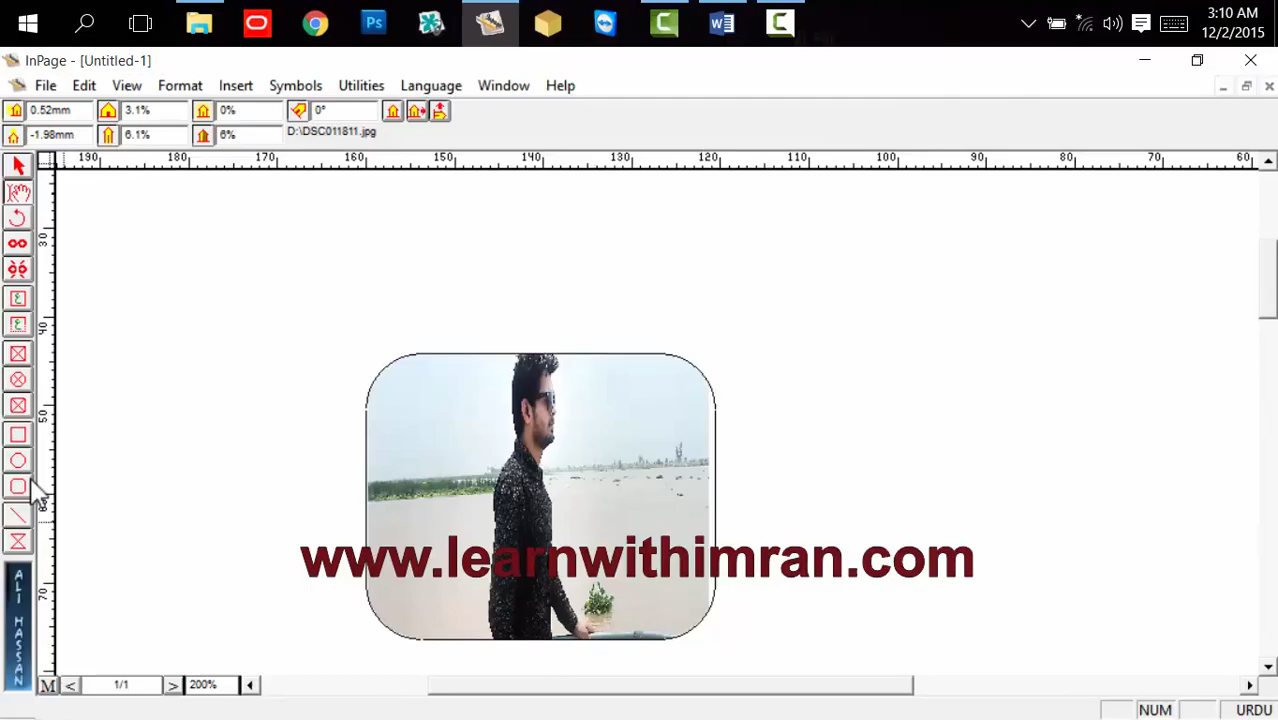 3:10 AM
12/2/2015
InPage - [Untitled-1]
File Edit View Format Insert Symbols Utilities Language Window Help
0.52mm 3.1% 0% 0°
-1.98mm 6.1% 6% D:\DSC011811.jpg
190 180 170 160 150 140 130 120 110 100 90 80 70 60
30
40
50
70
www.learnwithimran.com
ALI HASSAN
M < 1/1 > 200%
NUM URDU